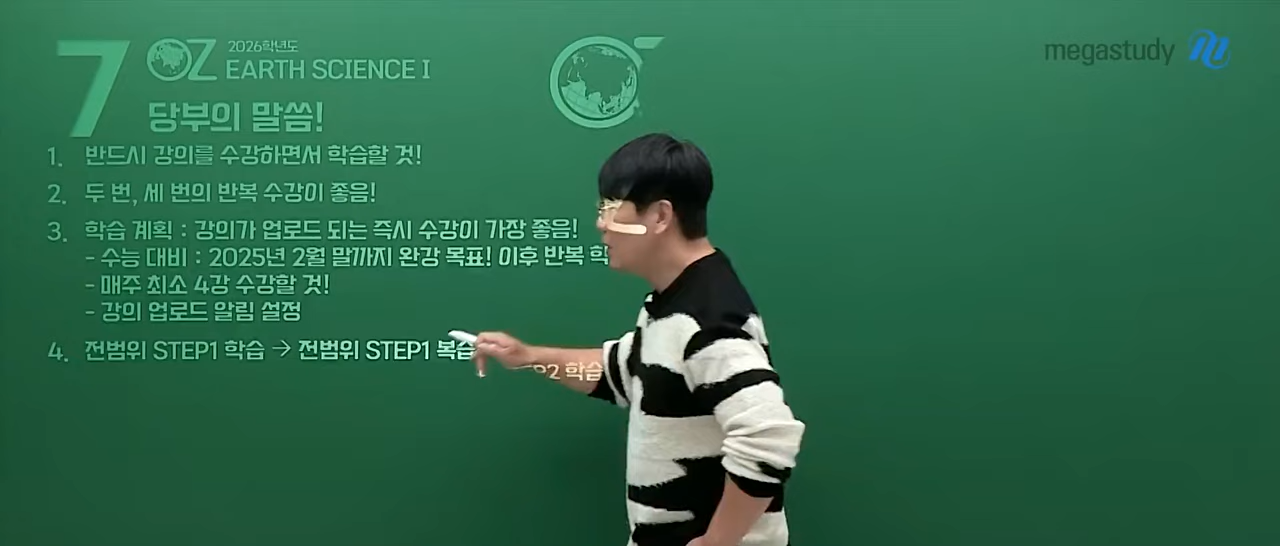 7 OZ 2026학년도
EARTH SCIENCE I
megastudy
당부의 말씀!
1. 반드시 강의를 수강하면서 학습할 것!
2. 두 번, 세 번의 반복 수강이 좋음!
3. 학습 계획 : 강의가 업로드 되는 즉시 수강이 가장 좋음!
- 수능 대비 : 2025년 2월 말까지 완강 목표! 이후 반복 학
- 매주 최소 4강 수강할 것!
- 강의 업로드 알림 설정
4. 전범위 STEP1 학습 → 전범위 STEP1 복습
P2 학습